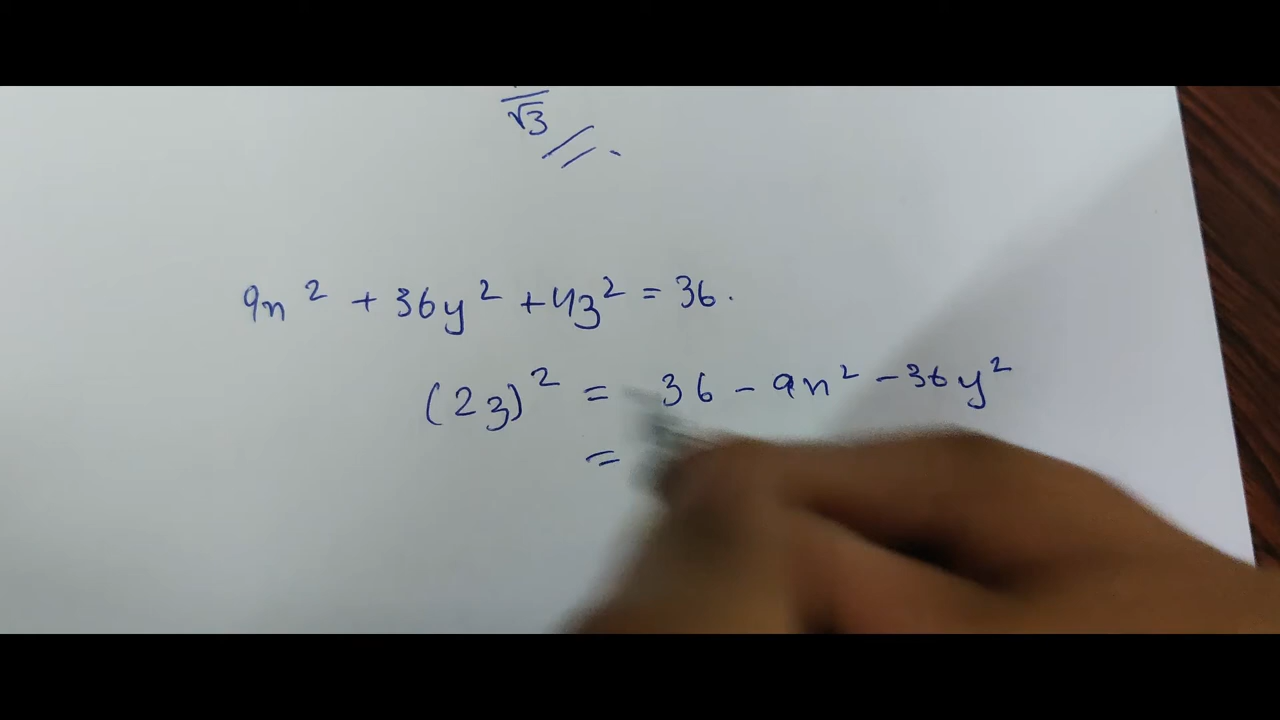 √3
9x² + 36y² + 4z² = 36.
(2z)² = 36 - 9x² - 36y²
=